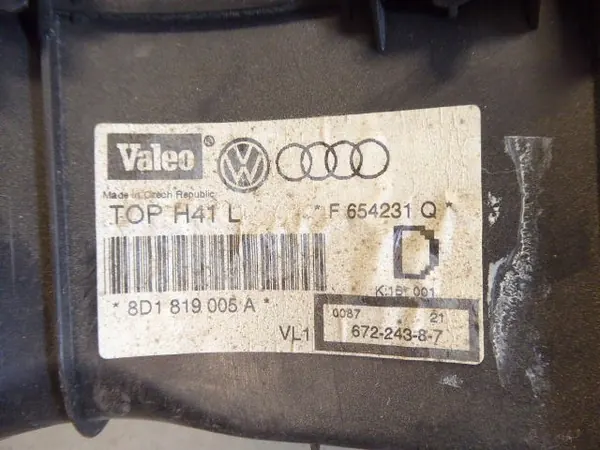 Valeo ®
Made in Czech Republic
TOP H41 L * F 654231 Q *
D
K:15° 001
* 8D1 819 005 A *
0087 21
VL1 672-243-8-7